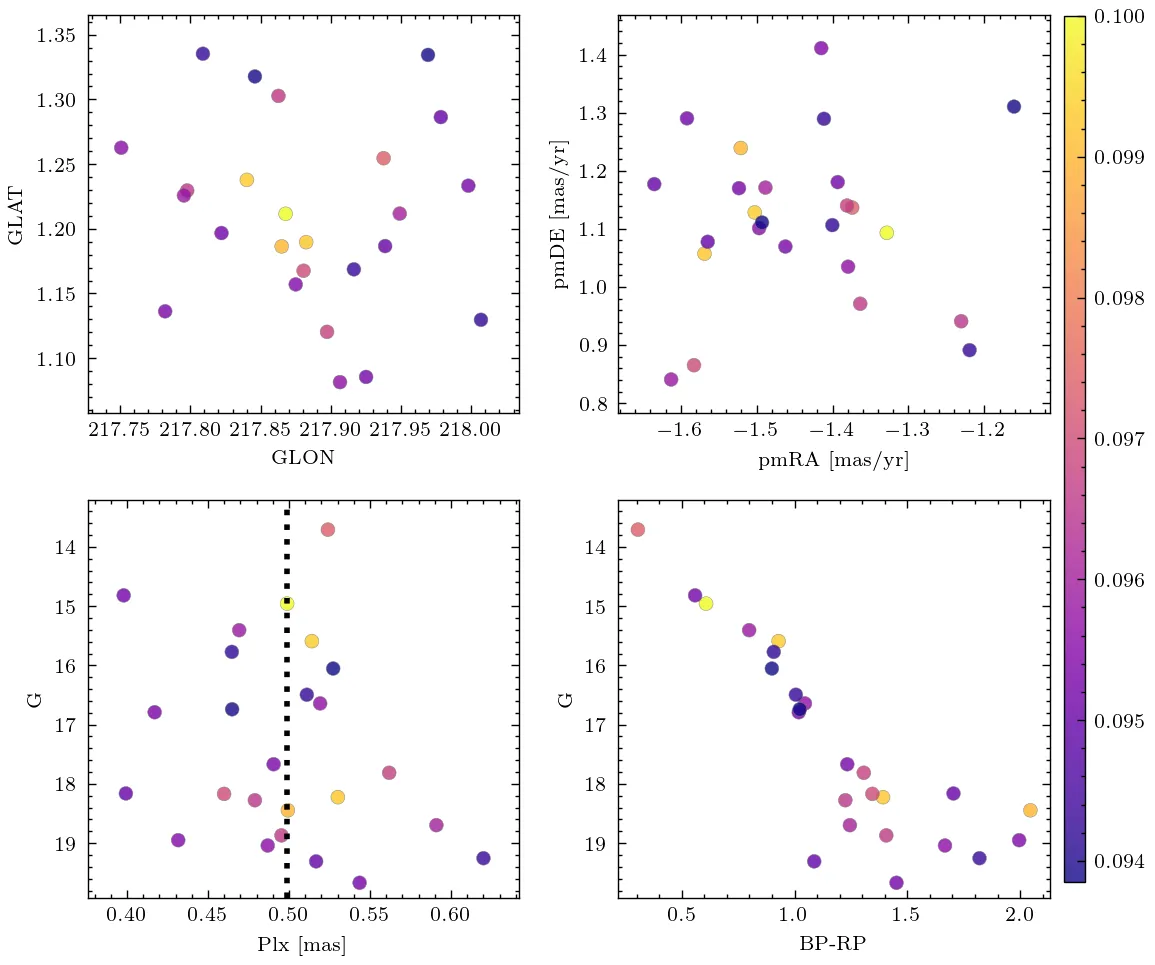 1.35
1.30
1.25
1.20
1.15
1.10
GLAT
217.75 217.80 217.85 217.90 217.95 218.00
GLON
1.4
1.3
1.2
1.1
1.0
0.9
0.8
pmDE [mas/yr]
−1.6 −1.5 −1.4 −1.3 −1.2
pmRA [mas/yr]
14
15
16
17
18
19
G
0.40 0.45 0.50 0.55 0.60
Plx [mas]
14
15
16
17
18
19
G
0.5 1.0 1.5 2.0
BP-RP
0.100
0.099
0.098
0.097
0.096
0.095
0.094